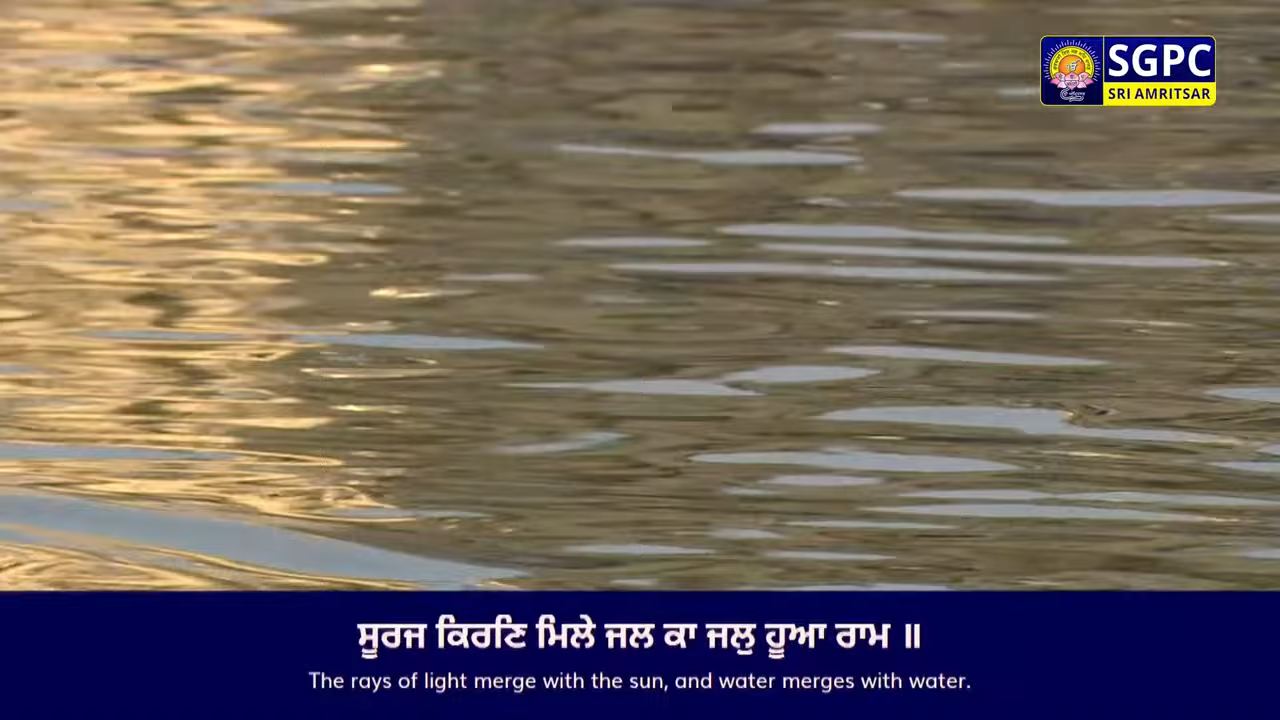 SGPC
SRI AMRITSAR
ਸੂਰਜ ਕਿਰਣਿ ਮਿਲੇ ਜਲ ਕਾ ਜਲੁ ਹੂਆ ਰਾਮ ॥
The rays of light merge with the sun, and water merges with water.